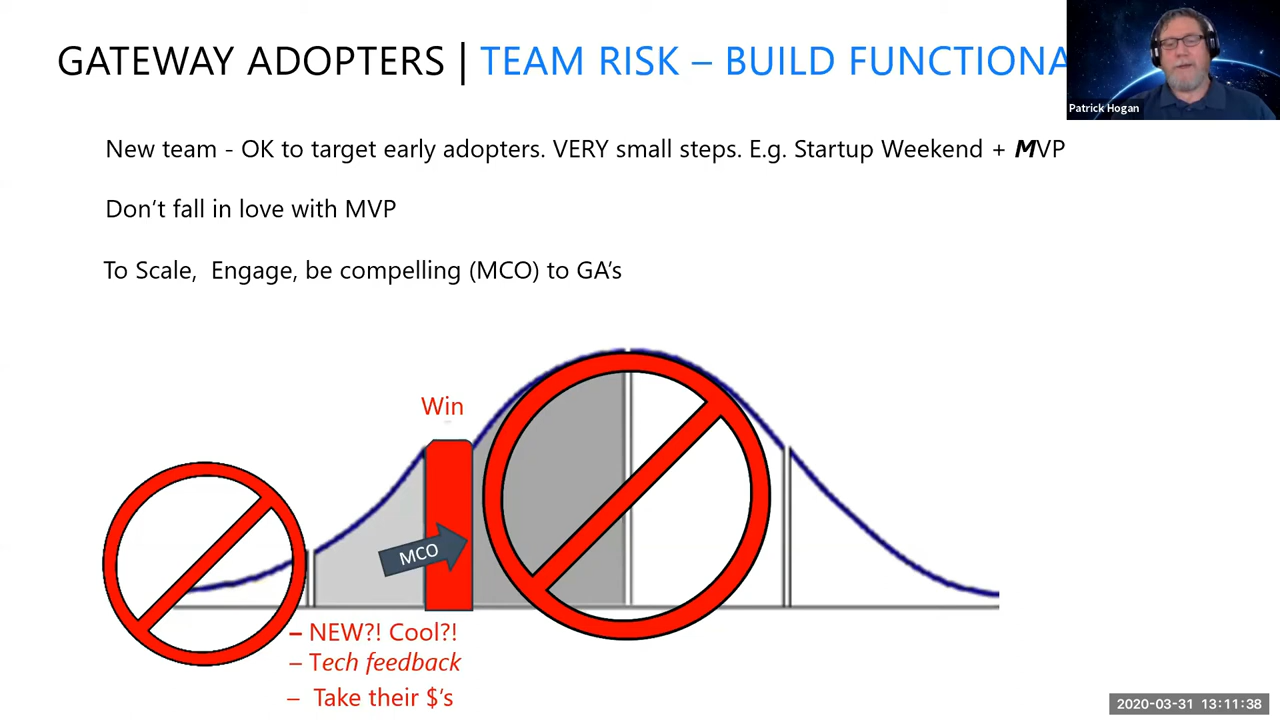 GATEWAY ADOPTERS | TEAM RISK – BUILD FUNCTIONA
Patrick Hogan
New team - OK to target early adopters. VERY small steps. E.g. Startup Weekend + MVP
Don't fall in love with MVP
To Scale, Engage, be compelling (MCO) to GA's
Win
MCO
– NEW?! Cool?!
– Tech feedback
– Take their $'s
2020-03-31 13:11:38